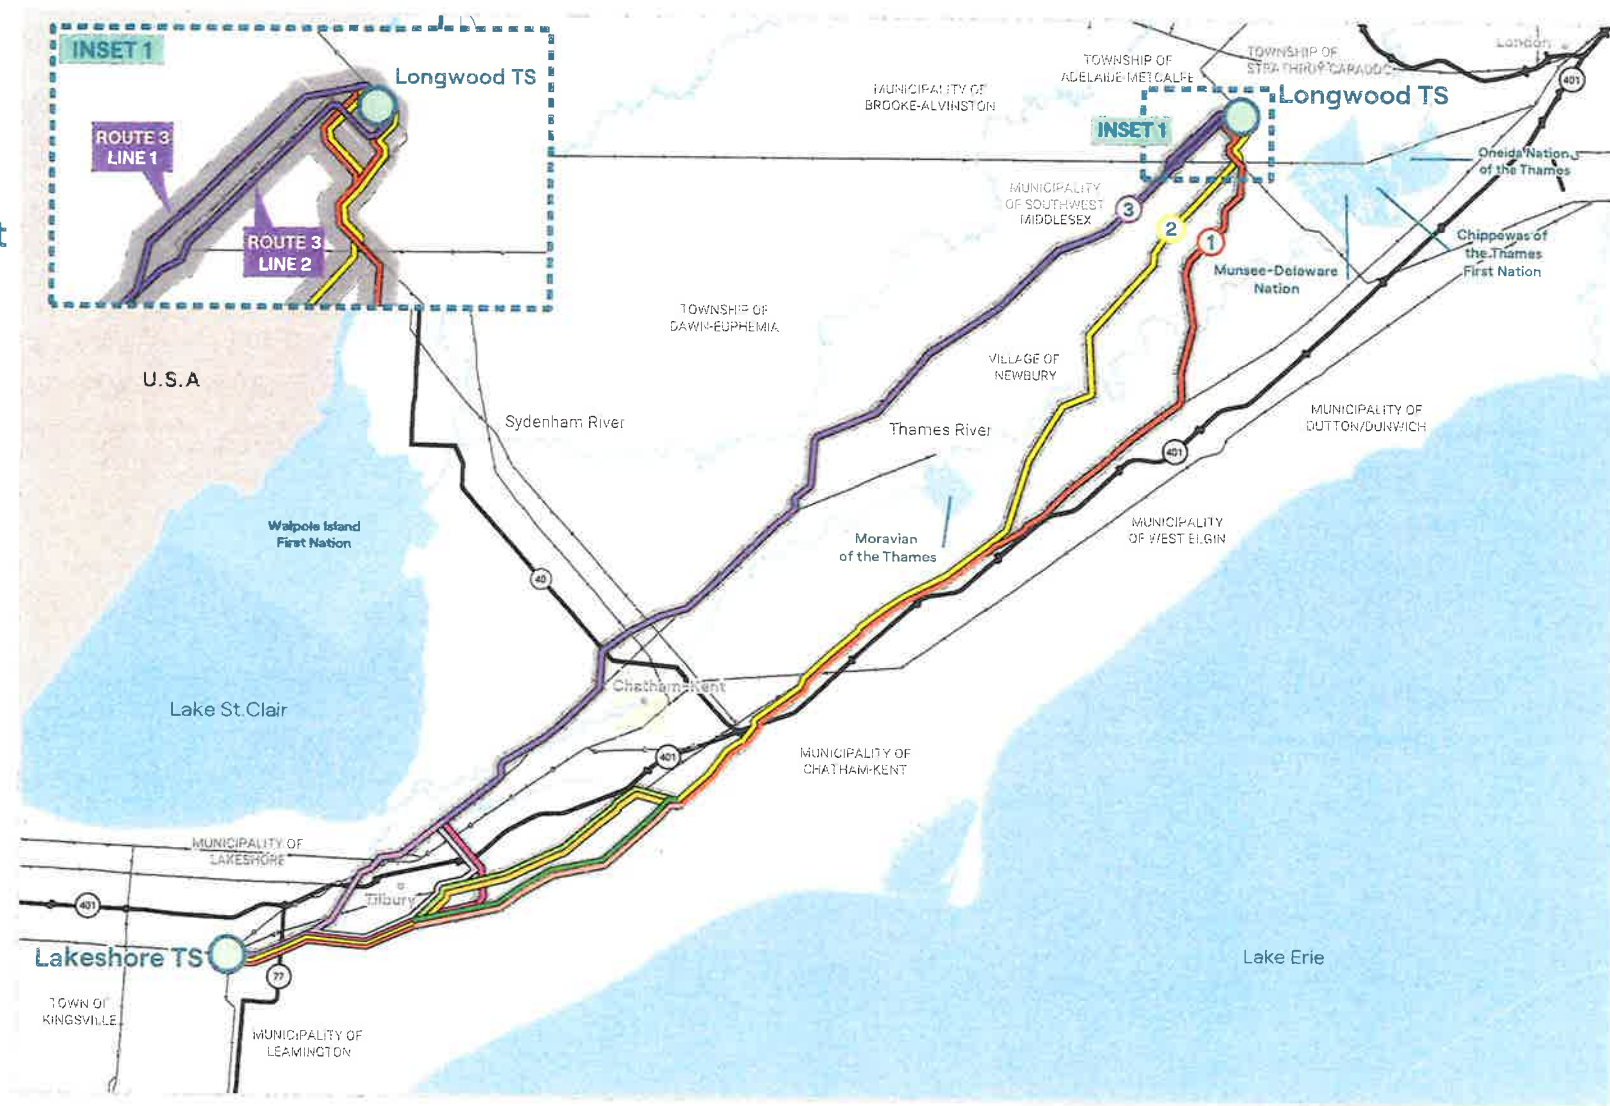 INSET 1
Longwood TS
ROUTE 3
LINE 1
ROUTE 3
LINE 2
t
TOWNSHIP OF
ADELAIDE-METCALFE
TOWNSHIP OF
STRATHROY-CARADOC
London
401
MUNICIPALITY OF
BROOKE-ALVINSTON
Longwood TS
INSET 1
Oneida Nation
of the Thames
MUNICIPALITY
OF SOUTHWEST
MIDDLESEX
3
2
1
Chippewas of
the Thames
First Nation
Munsee-Delaware
Nation
TOWNSHIP OF
DAWN-EUPHEMIA
VILLAGE OF
NEWBURY
U.S.A
Sydenham River
Thames River
MUNICIPALITY OF
DUTTON/DUNWICH
401
Walpole Island
First Nation
MUNICIPALITY
OF WEST ELGIN
Moravian
of the Thames
40
Chatham-Kent
Lake St.Clair
401
MUNICIPALITY OF
CHATHAM-KENT
MUNICIPALITY OF
LAKESHORE
Tilbury
401
Lakeshore TS
77
Lake Erie
TOWN OF
KINGSVILLE
MUNICIPALITY OF
LEAMINGTON